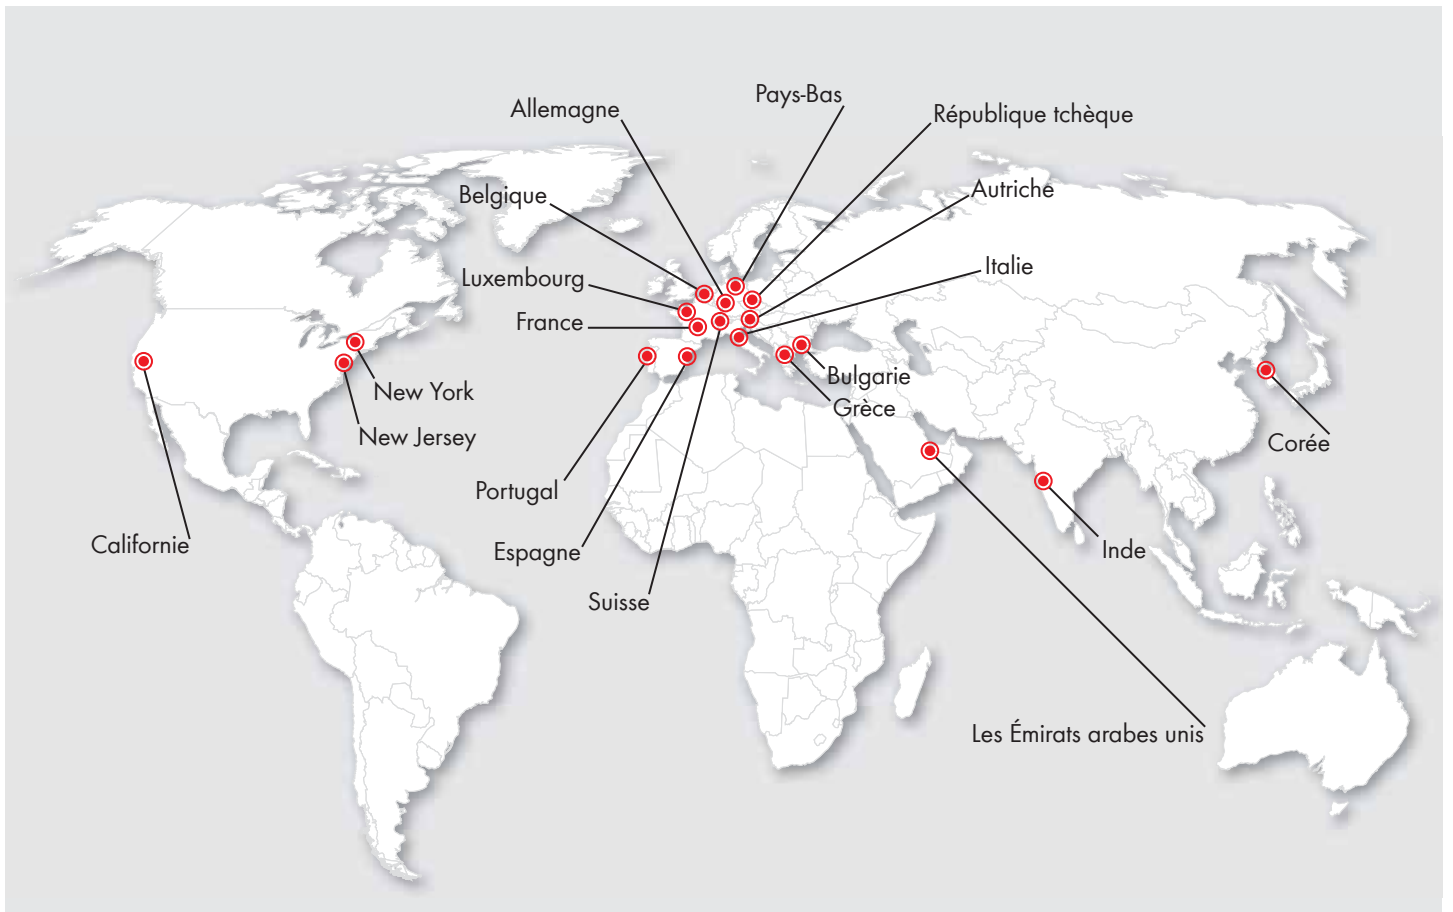 Pays-Bas
Allemagne
République tchèque
Belgique
Autriche
Luxembourg
Italie
France
New York
Bulgarie
Grèce
New Jersey
Corée
Portugal
Californie
Espagne
Inde
Suisse
Les Émirats arabes unis